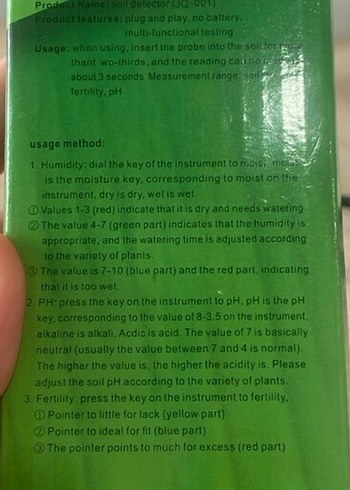 Product Name: soil detector (JQ-001)
Product features: plug and play, no battery,
multi-functional testing
Usage: when using, insert the probe into the soil for more
thant wo-thirds, and the reading can be
about 3 seconds. Measurement range:
fertility, pH
usage method:
1. Humidity: dial the key of the instrument to moist, moist
is the moisture key, corresponding to moist on the
instrument, dry is dry, wet is wet.
① Values 1-3 (red) indicate that it is dry and needs watering
② The value 4-7 (green part) indicates that the humidity is
appropriate, and the watering time is adjusted according
to the variety of plants.
③ The value is 7-10 (blue part) and the red part, indicating
that it is too wet.
2. PH: press the key on the instrument to pH, pH is the pH
key, corresponding to the value of 8-3.5 on the instrument,
alkaline is alkali, Acdic is acid. The value of 7 is basically
neutral (usually the value between 7 and 4 is normal).
The higher the value is, the higher the acidity is. Please
adjust the soil pH according to the variety of plants.
3. Fertility: press the key on the instrument to fertility,
① Pointer to little for lack (yellow part)
② Pointer to ideal for fit (blue part)
③ The pointer points to much for excess (red part)